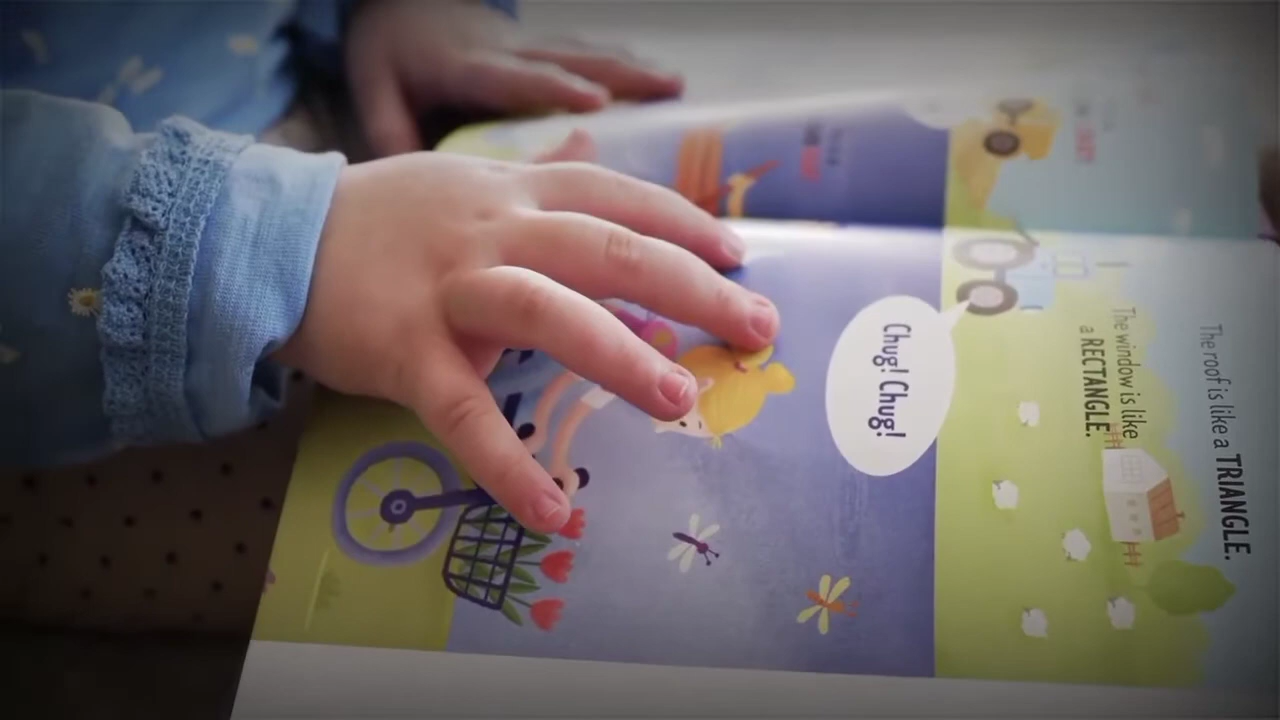 The roof is like a TRIANGLE.
The window is like
a RECTANGLE.
Chug! Chug!